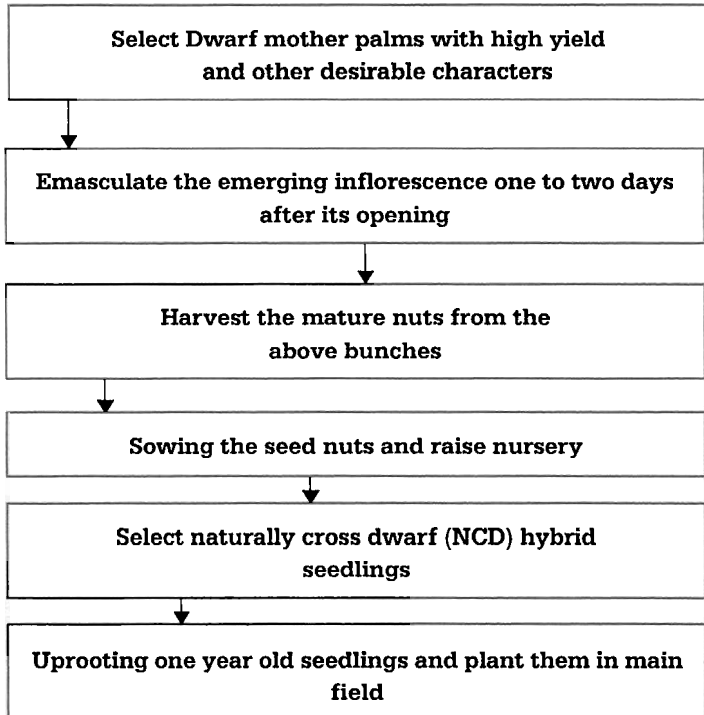 Select Dwarf mother palms with high yield
and other desirable characters
Emasculate the emerging inflorescence one to two days
after its opening
Harvest the mature nuts from the
above bunches
Sowing the seed nuts and raise nursery
Select naturally cross dwarf (NCD) hybrid
seedlings
Uprooting one year old seedlings and plant them in main
field